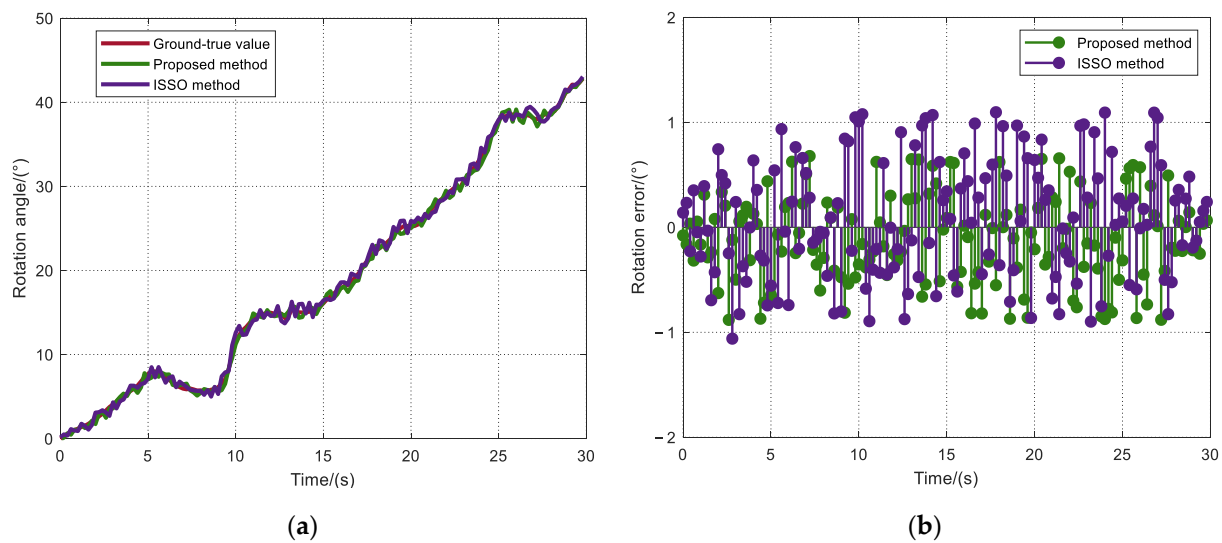 50
40
30
20
10
0
Rotation angle/(°)
Ground-true value
Proposed method
ISSO method
0 5 10 15 20 25 30
Time/(s)
(a)
2
1
0
−1
−2
Rotation error/(°)
Proposed method
ISSO method
0 5 10 15 20 25 30
Time/(s)
(b)